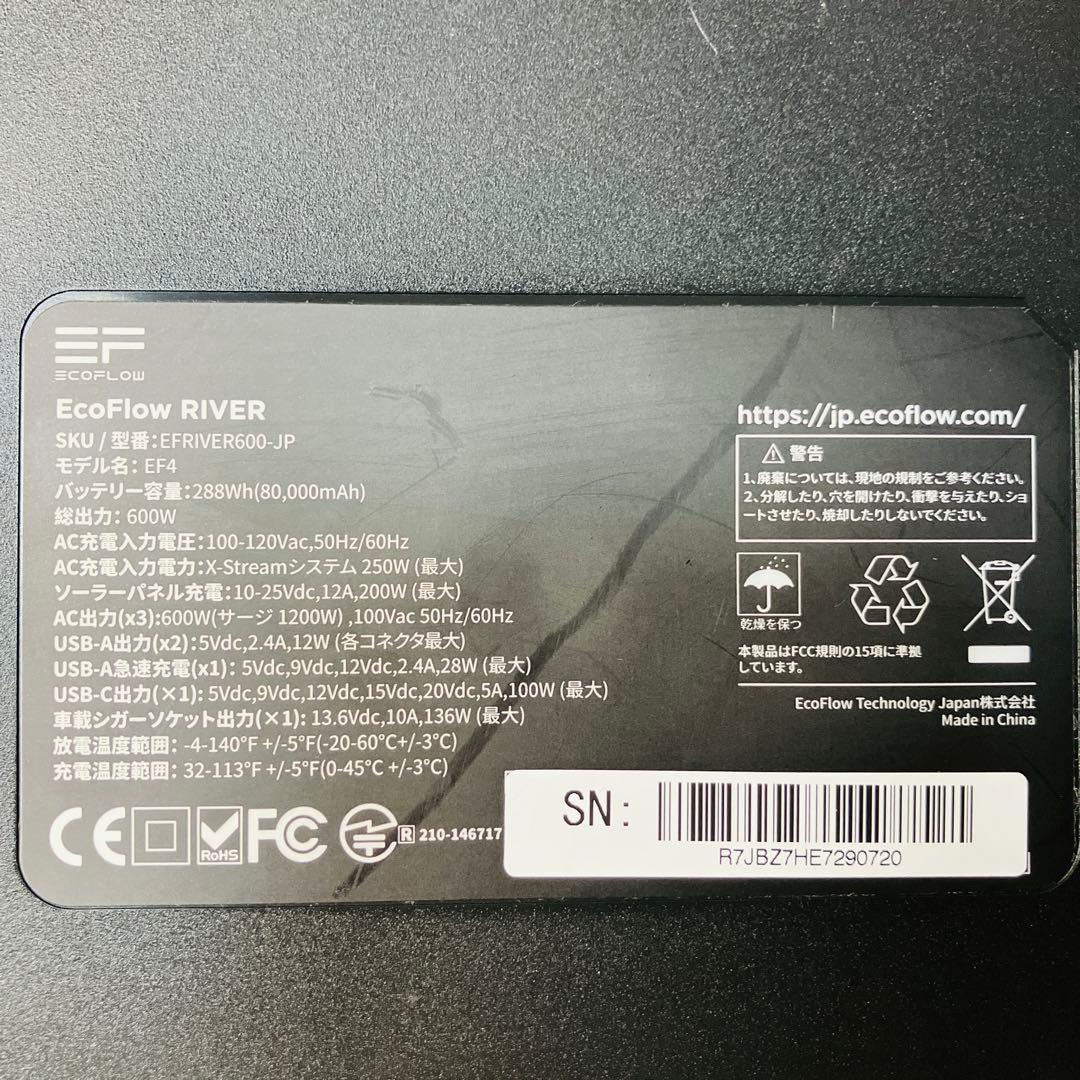 EF
ECOFLOW
EcoFlow RIVER
SKU / 型番:EFRIVER600-JP
モデル名: EF4
バッテリー容量:288Wh(80,000mAh)
総出力: 600W
AC充電入力電圧:100-120Vac,50Hz/60Hz
AC充電入力電力:X-Streamシステム 250W (最大)
ソーラーパネル充電:10-25Vdc,12A,200W (最大)
AC出力(x3):600W(サージ 1200W) ,100Vac 50Hz/60Hz
USB-A出力(x2):5Vdc,2.4A,12W (各コネクタ最大)
USB-A急速充電(x1): 5Vdc,9Vdc,12Vdc,2.4A,28W (最大)
USB-C出力(×1): 5Vdc,9Vdc,12Vdc,15Vdc,20Vdc,5A,100W (最大)
車載シガーソケット出力(×1): 13.6Vdc,10A,136W (最大)
放電温度範囲: -4-140°F +/-5°F(-20-60°C+/-3°C)
充電温度範囲: 32-113°F +/-5°F(0-45°C +/-3°C)
CE RoHS FC R 210-146717
https://jp.ecoflow.com/
警告
1、廃棄については、現地の規制をご参考ください。
2、分解したり、穴を開けたり、衝撃を与えたり、ショ
ートさせたり、焼却したりしないでください。
乾燥を保つ
本製品はFCC規則の15項に準拠
しています。
EcoFlow Technology Japan株式会社
Made in China
SN:
R7JBZ7HE7290720